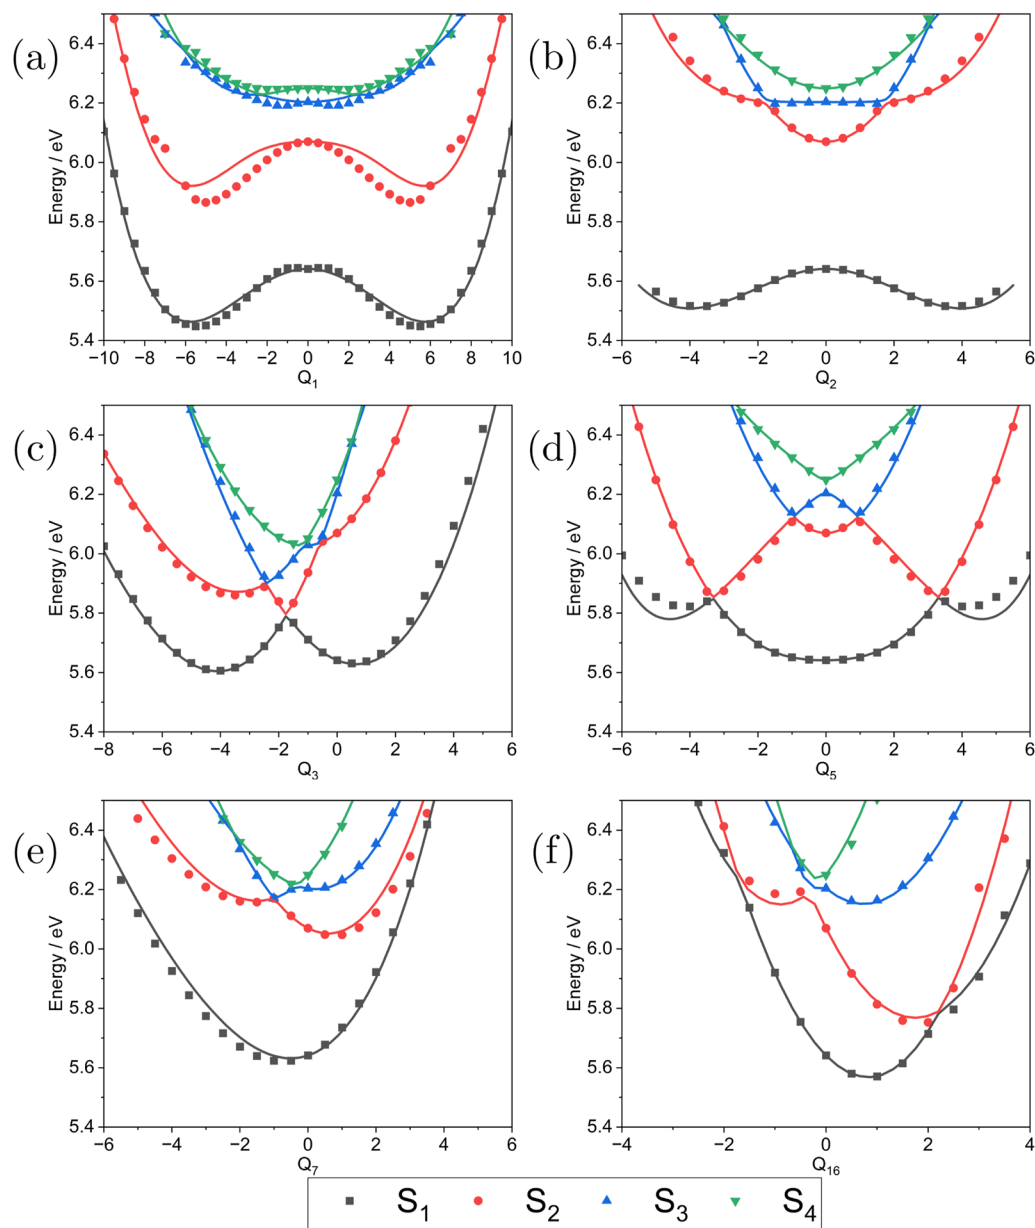 (a)
6.4
6.2
6.0
5.8
5.6
5.4
Energy / eV
−10 −8 −6 −4 −2 0 2 4 6 8 10
Q1
(b)
6.4
6.2
6.0
5.8
5.6
5.4
Energy / eV
−6 −4 −2 0 2 4 6
Q2
(c)
6.4
6.2
6.0
5.8
5.6
5.4
Energy / eV
−8 −6 −4 −2 0 2 4 6
Q3
(d)
6.4
6.2
6.0
5.8
5.6
5.4
Energy / eV
−6 −4 −2 0 2 4 6
Q5
(e)
6.4
6.2
6.0
5.8
5.6
5.4
Energy / eV
−6 −4 −2 0 2 4 6
Q7
(f)
6.4
6.2
6.0
5.8
5.6
5.4
Energy / eV
−4 −2 0 2 4
Q16
S1 S2 S3 S4